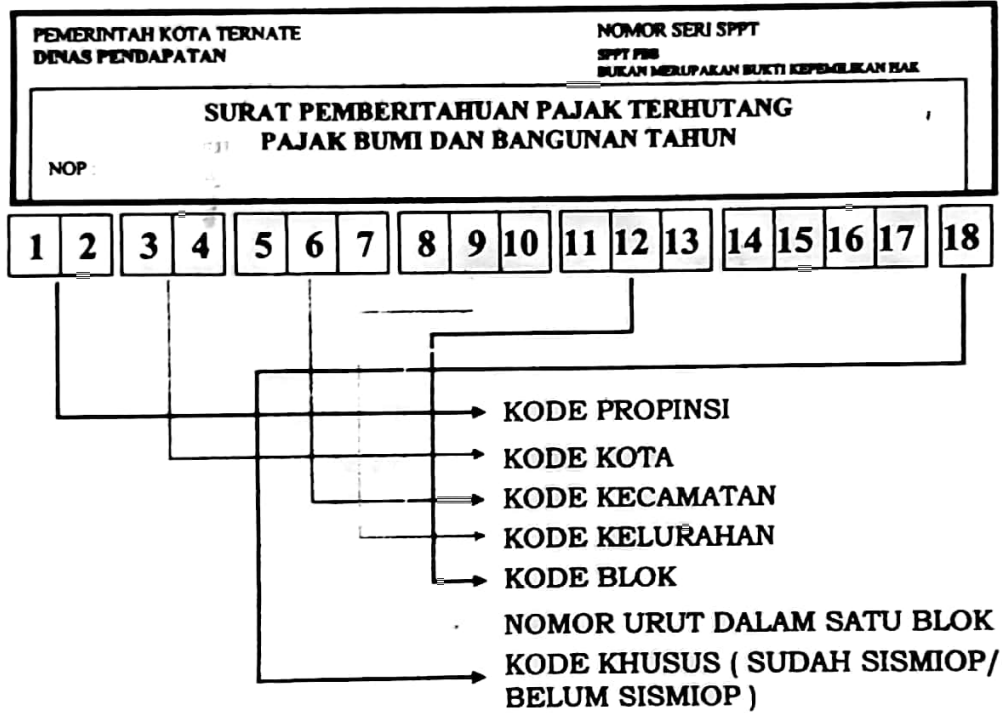 PEMERINTAH KOTA TERNATE
DINAS PENDAPATAN
NOMOR SERI SPPT
SPPT PBB
BUKAN MERUPAKAN BUKTI KEPEMILIKAN HAK
SURAT PEMBERITAHUAN PAJAK TERHUTANG
PAJAK BUMI DAN BANGUNAN TAHUN
NOP :
1 2 3 4 5 6 7 8 9 10 11 12 13 14 15 16 17 18
KODE PROPINSI
KODE KOTA
KODE KECAMATAN
KODE KELURAHAN
KODE BLOK
NOMOR URUT DALAM SATU BLOK
KODE KHUSUS ( SUDAH SISMIOP/
BELUM SISMIOP )